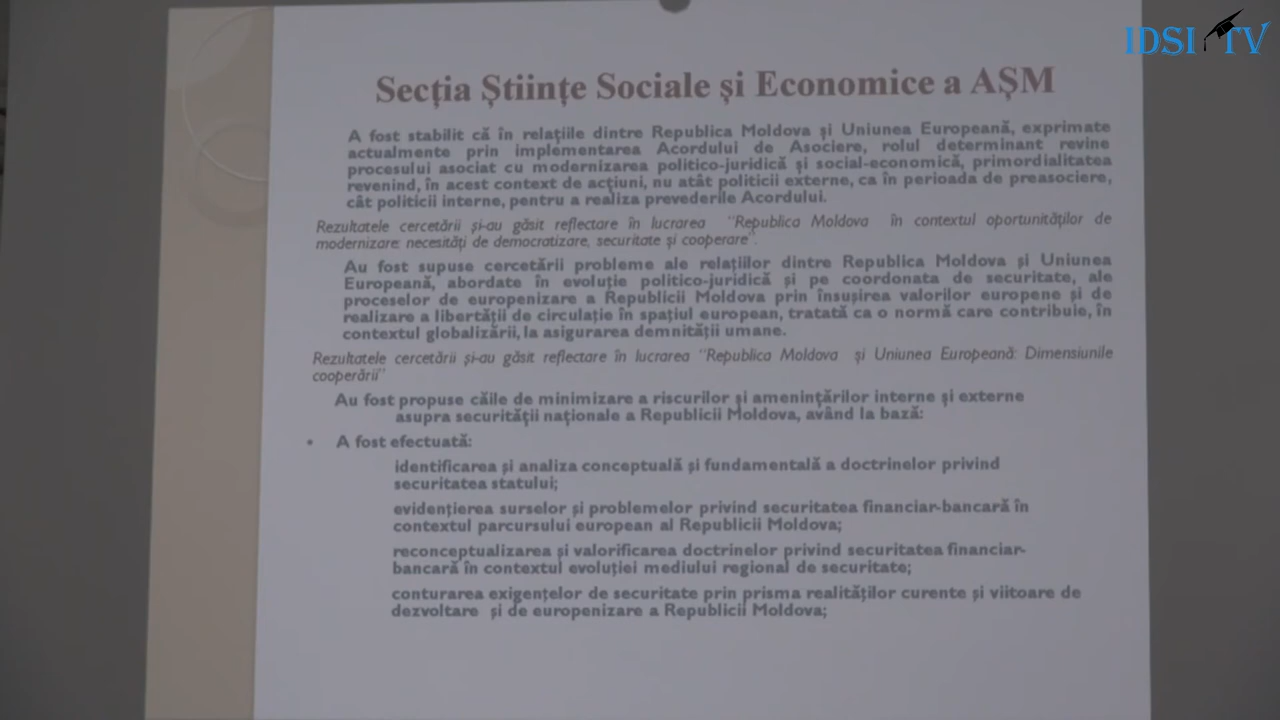 IDSI TV
Secția Științe Sociale și Economice a AȘM
A fost stabilit că în relațiile dintre Republica Moldova și Uniunea Europeană, exprimate
actualmente prin implementarea Acordului de Asociere, rolul determinant revine
procesului asociat cu modernizarea politico-juridică și social-economică, primordialitatea
revenind, în acest context de acțiuni, nu atât politicii externe, ca în perioada de preasociere,
cât politicii interne, pentru a realiza prevederile Acordului.
Rezultatele cercetării și-au găsit reflectare în lucrarea "Republica Moldova în contextul oportunităților de
modernizare: necesități de democratizare, securitate și cooperare".
Au fost supuse cercetării probleme ale relațiilor dintre Republica Moldova și Uniunea
Europeană, abordate în evoluție politico-juridică și pe coordonata de securitate, ale
proceselor de europenizare a Republicii Moldova prin însușirea valorilor europene și de
realizare a libertății de circulație în spațiul european, tratată ca o normă care contribuie, în
contextul globalizării, la asigurarea demnității umane.
Rezultatele cercetării și-au găsit reflectare în lucrarea "Republica Moldova și Uniunea Europeană: Dimensiunile
cooperării"
Au fost propuse căile de minimizare a riscurilor și amenințărilor interne și externe
asupra securității naționale a Republicii Moldova, având la bază:
• A fost efectuată:
identificarea și analiza conceptuală și fundamentală a doctrinelor privind
securitatea statului;
evidențierea surselor și problemelor privind securitatea financiar-bancară în
contextul parcursului european al Republicii Moldova;
reconceptualizarea și valorificarea doctrinelor privind securitatea financiar-
bancară în contextul evoluției mediului regional de securitate;
conturarea exigențelor de securitate prin prisma realităților curente și viitoare de
dezvoltare și de europenizare a Republicii Moldova;